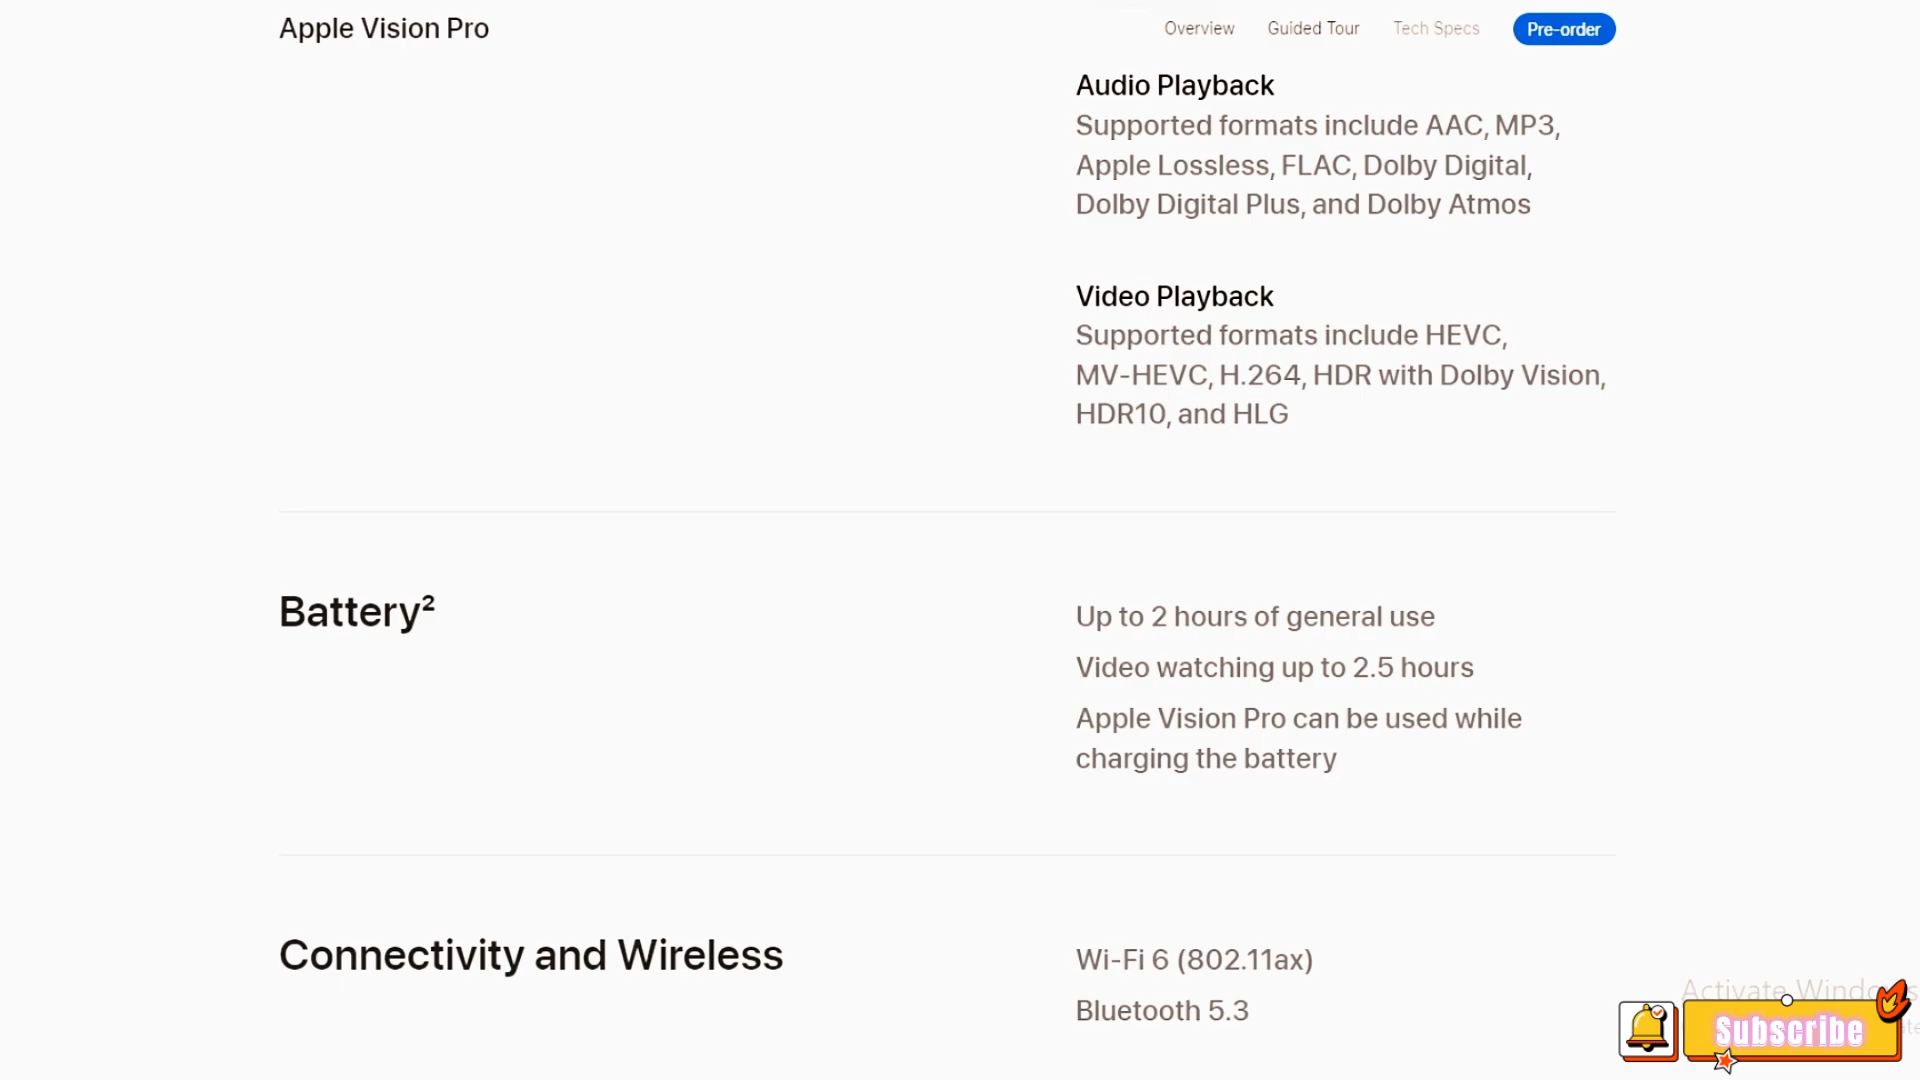 Apple Vision Pro
Overview
Guided Tour
Tech Specs
Pre-order
Audio Playback
Supported formats include AAC, MP3,
Apple Lossless, FLAC, Dolby Digital,
Dolby Digital Plus, and Dolby Atmos
Video Playback
Supported formats include HEVC,
MV-HEVC, H.264, HDR with Dolby Vision,
HDR10, and HLG
Battery²
Up to 2 hours of general use
Video watching up to 2.5 hours
Apple Vision Pro can be used while
charging the battery
Connectivity and Wireless
Wi-Fi 6 (802.11ax)
Bluetooth 5.3
Activate Windows
Subscribe